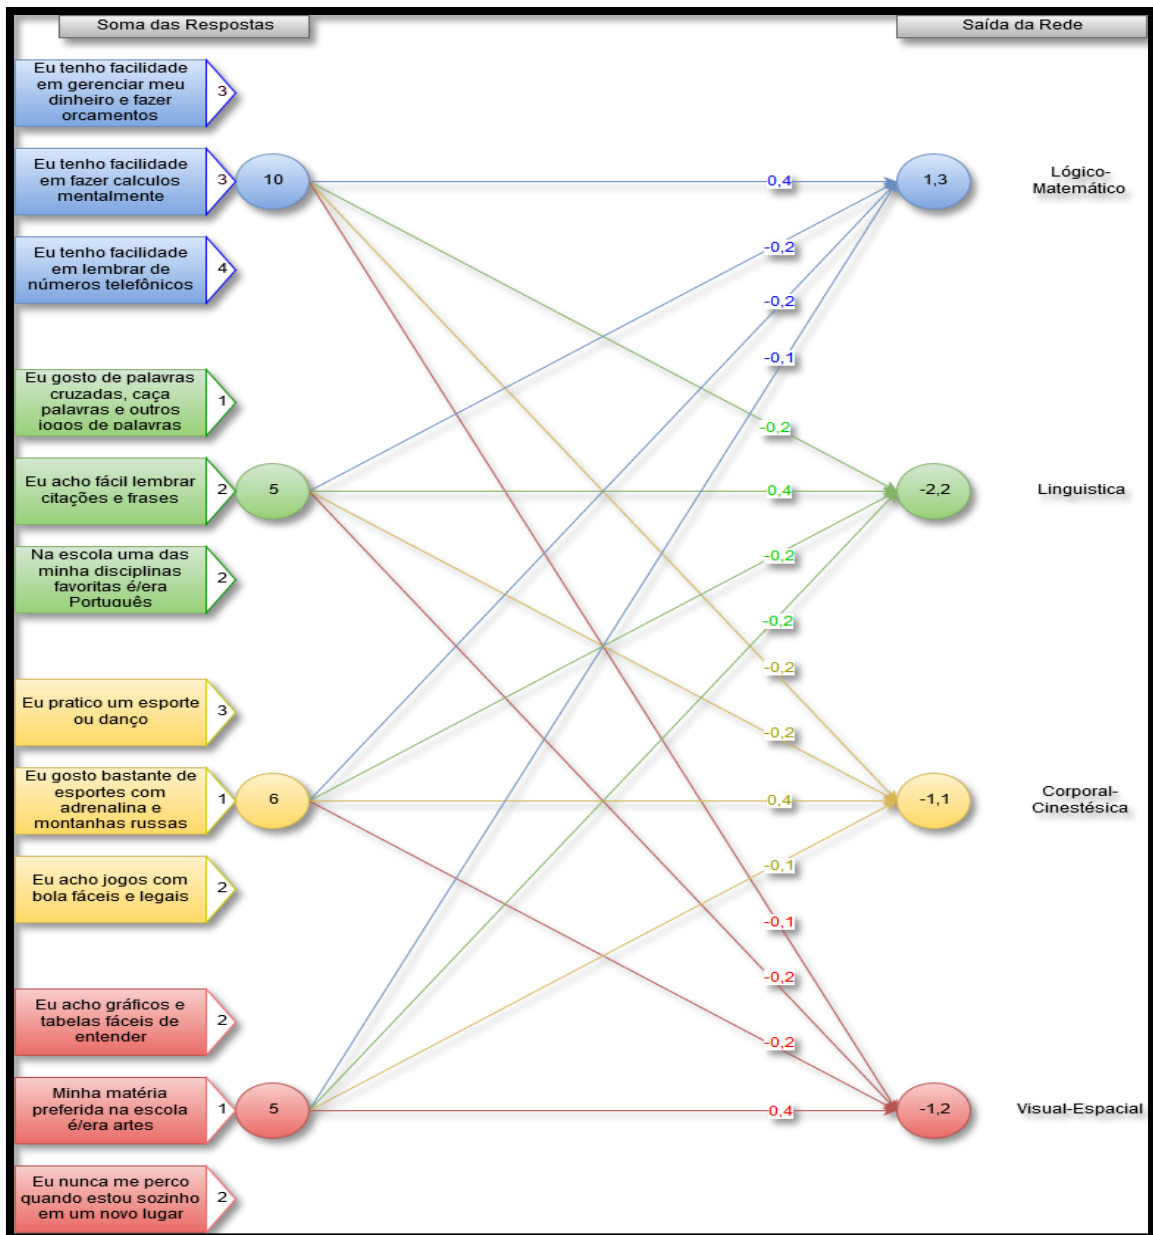 Soma das Respostas
Saída da Rede
Eu tenho facilidade
em gerenciar meu
dinheiro e fazer
orcamentos
3
Eu tenho facilidade
em fazer calculos
mentalmente
3
10
0,4
1,3
Lógico-
Matemático
-0,2
Eu tenho facilidade
em lembrar de
números telefônicos
4
-0,2
-0,1
Eu gosto de palavras
cruzadas, caça
palavras e outros
jogos de palavras
1
-0,2
Eu acho fácil lembrar
citações e frases
2
5
0,4
-2,2
Linguistica
-0,2
Na escola uma das
minha disciplinas
favoritas é/era
Português
2
-0,2
-0,2
Eu pratico um esporte
ou danço
3
-0,2
Eu gosto bastante de
esportes com
adrenalina e
montanhas russas
1
6
0,4
-1,1
Corporal-
Cinestésica
-0,1
Eu acho jogos com
bola fáceis e legais
2
-0,1
-0,2
Eu acho gráficos e
tabelas fáceis de
entender
2
-0,2
Minha matéria
preferida na escola
é/era artes
1
5
0,4
-1,2
Visual-Espacial
Eu nunca me perco
quando estou sozinho
em um novo lugar
2